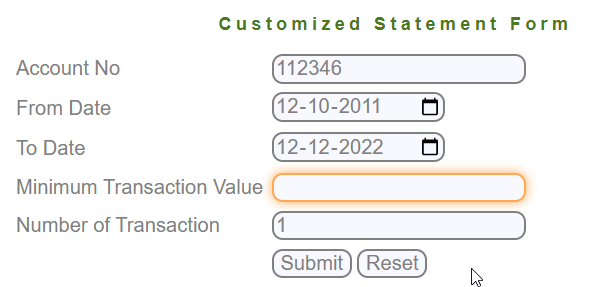 Customized Statement Form
Account No 112346
From Date 12-10-2011
To Date 12-12-2022
Minimum Transaction Value
Number of Transaction 1
Submit Reset